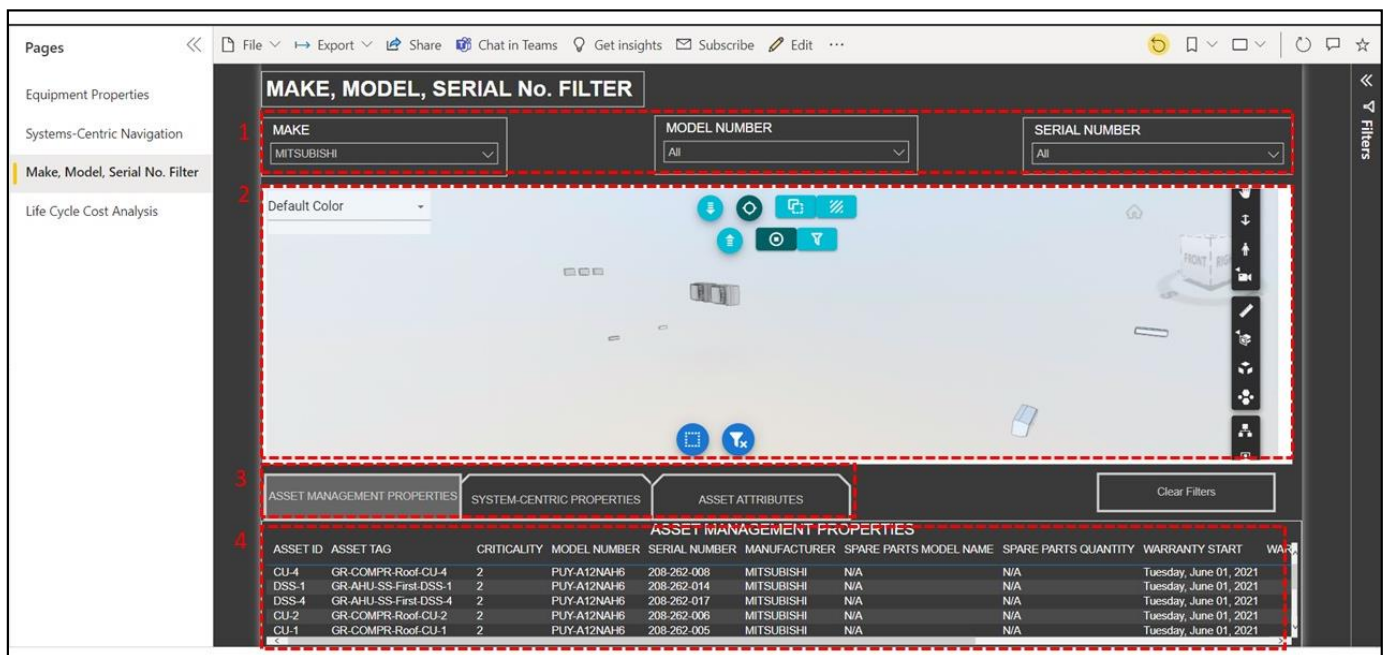 Pages
File Export Share Chat in Teams Get insights Subscribe Edit ...
Equipment Properties
Systems-Centric Navigation
Make, Model, Serial No. Filter
Life Cycle Cost Analysis
Filters
MAKE, MODEL, SERIAL No. FILTER
1
MAKE
MITSUBISHI
MODEL NUMBER
All
SERIAL NUMBER
All
2
Default Color
FRONT
3
ASSET MANAGEMENT PROPERTIES
SYSTEM-CENTRIC PROPERTIES
ASSET ATTRIBUTES
Clear Filters
4
ASSET MANAGEMENT PROPERTIES
ASSET ID ASSET TAG CRITICALITY MODEL NUMBER SERIAL NUMBER MANUFACTURER SPARE PARTS MODEL NAME SPARE PARTS QUANTITY WARRANTY START WAR
CU-4 GR-COMPR-Roof-CU-4 2 PUY-A12NAH6 208-262-008 MITSUBISHI N/A N/A Tuesday, June 01, 2021
DSS-1 GR-AHU-SS-First-DSS-1 2 PUY-A12NAH6 208-262-014 MITSUBISHI N/A N/A Tuesday, June 01, 2021
DSS-4 GR-AHU-SS-First-DSS-4 2 PUY-A12NAH6 208-262-017 MITSUBISHI N/A N/A Tuesday, June 01, 2021
CU-2 GR-COMPR-Roof-CU-2 2 PUY-A12NAH6 208-262-006 MITSUBISHI N/A N/A Tuesday, June 01, 2021
CU-1 GR-COMPR-Roof-CU-1 2 PUY-A12NAH6 208-262-005 MITSUBISHI N/A N/A Tuesday, June 01, 2021